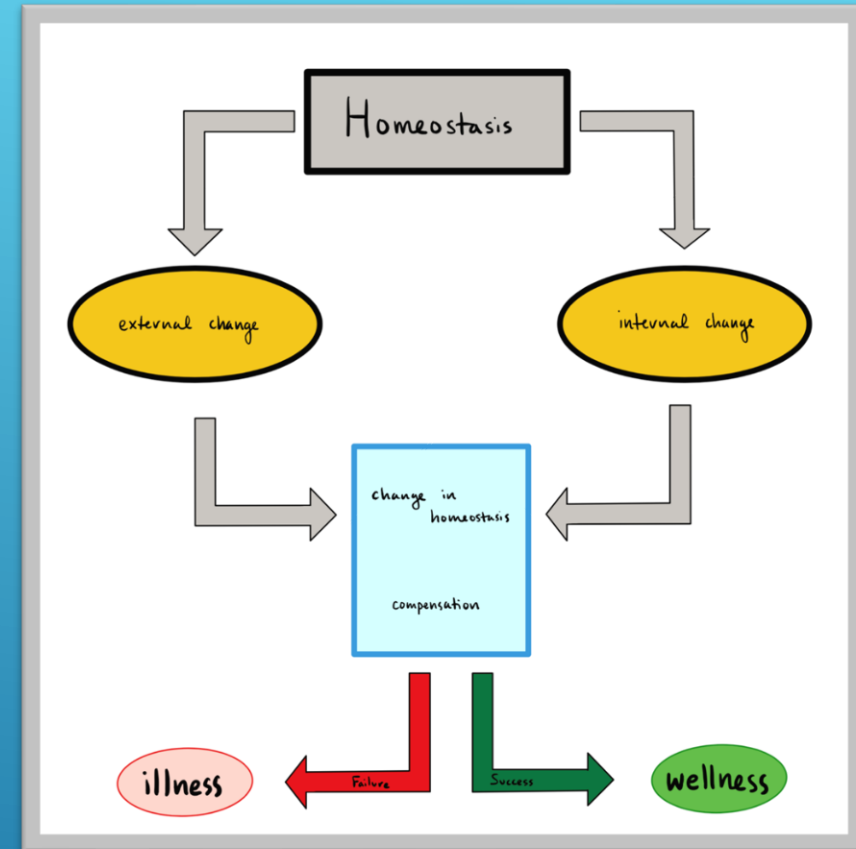 Homeostasis
external change
internal change
change in
homeostasis
compensation
Failure
Success
illness
wellness